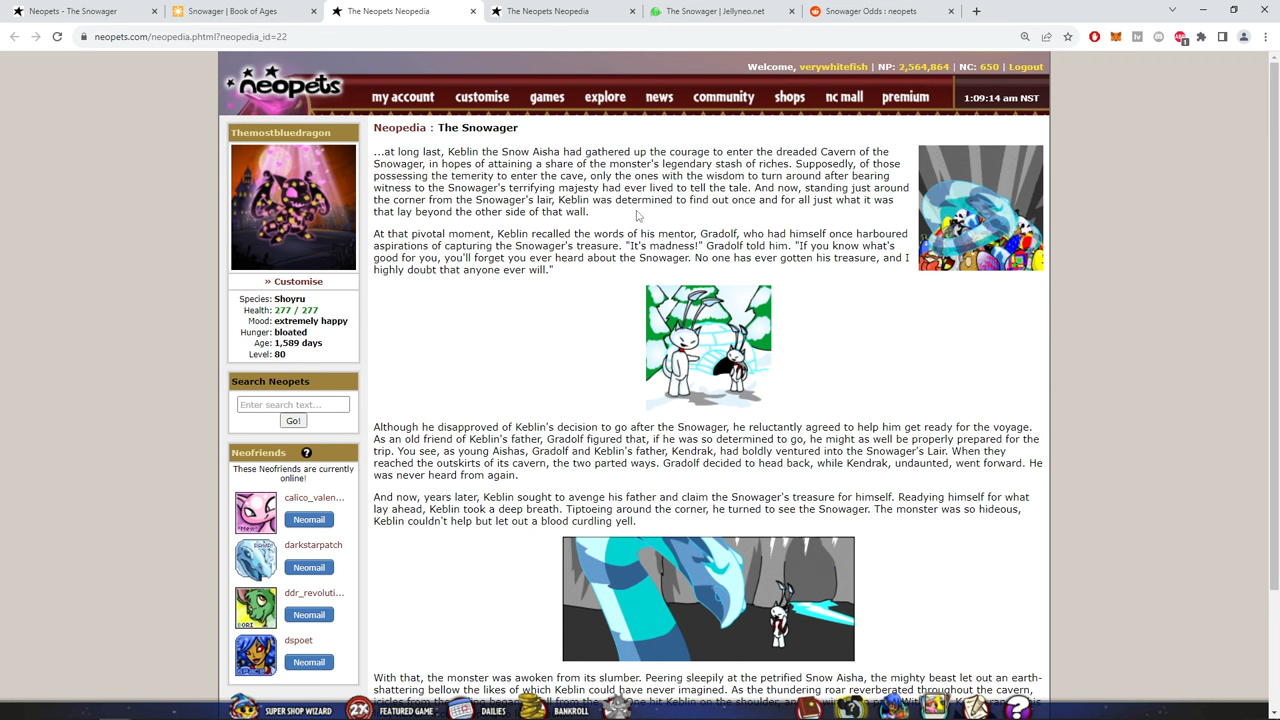 Neopets - The Snowager
Snowager | Book of Ages
The Neopets Neopedia
The Neopets Neopedia
The Snowager | Jellyneo.net
Snowager Odds : neopets
neopets.com/neopedia.phtml?neopedia_id=22
neopets
Welcome, verywhitefish | NP: 2,564,864 | NC: 650 | Logout
my account
customise
games
explore
news
community
shops
nc mall
premium
1:09:14 am NST
Themostbluedragon
» Customise
Species: Shoyru
Health: 277 / 277
Mood: extremely happy
Hunger: bloated
Age: 1,589 days
Level: 80
Search Neopets
Enter search text...
Go!
Neofriends
These Neofriends are currently
online!
calico_valen...
Neomail
darkstarpatch
Neomail
ddr_revoluti...
Neomail
dspoet
Neomail
Neopedia : The Snowager
...at long last, Keblin the Snow Aisha had gathered up the courage to enter the dreaded Cavern of the
Snowager, in hopes of attaining a share of the monster's legendary stash of riches. Supposedly, of those
possessing the temerity to enter the cave, only the ones with the wisdom to turn around after bearing
witness to the Snowager's terrifying majesty had ever lived to tell the tale. And now, standing just around
the corner from the Snowager's lair, Keblin was determined to find out once and for all just what it was
that lay beyond the other side of that wall.
At that pivotal moment, Keblin recalled the words of his mentor, Gradolf, who had himself once harboured
aspirations of capturing the Snowager's treasure. "It's madness!" Gradolf told him. "If you know what's
good for you, you'll forget you ever heard about the Snowager. No one has ever gotten his treasure, and I
highly doubt that anyone ever will."
Although he disapproved of Keblin's decision to go after the Snowager, he reluctantly agreed to help him get ready for the voyage.
As an old friend of Keblin's father, Gradolf figured that, if he was so determined to go, he might as well be properly prepared for the
trip. You see, as young Aishas, Gradolf and Keblin's father, Kendrak, had boldly ventured into the Snowager's Lair. When they
reached the outskirts of its cavern, the two parted ways. Gradolf decided to head back, while Kendrak, undaunted, went forward. He
was never heard from again.
And now, years later, Keblin sought to avenge his father and claim the Snowager's treasure for himself. Readying himself for what
lay ahead, Keblin took a deep breath. Tiptoeing around the corner, he turned to see the Snowager. The monster was so hideous,
Keblin couldn't help but let out a blood curdling yell.
With that, the monster was awoken from its slumber. Peering sleepily at the petrified Snow Aisha, the mighty beast let out an earth-
shattering bellow the likes of which Keblin could have never imagined. As the thundering roar reverberated throughout the cavern,
SUPER SHOP WIZARD
2X
FEATURED GAME
DAILIES
BANKROLL